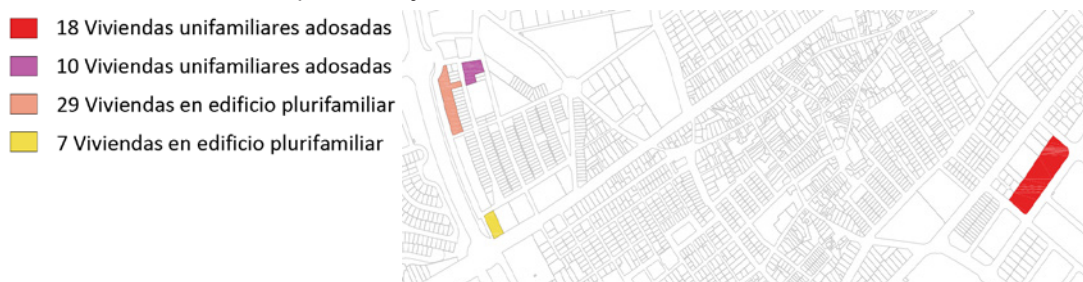 18 Viviendas unifamiliares adosadas
10 Viviendas unifamiliares adosadas
29 Viviendas en edificio plurifamiliar
7 Viviendas en edificio plurifamiliar